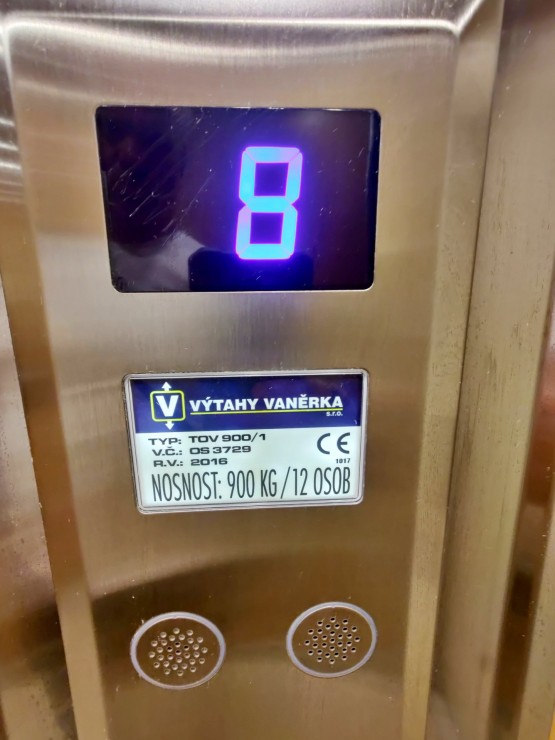 8
V VÝTAHY VANĚRKA
s.r.o.
TYP: TOV 900/1
V.Č.: OS 3729
R.V.: 2016
CE
1017
NOSNOST: 900 KG / 12 OSOB